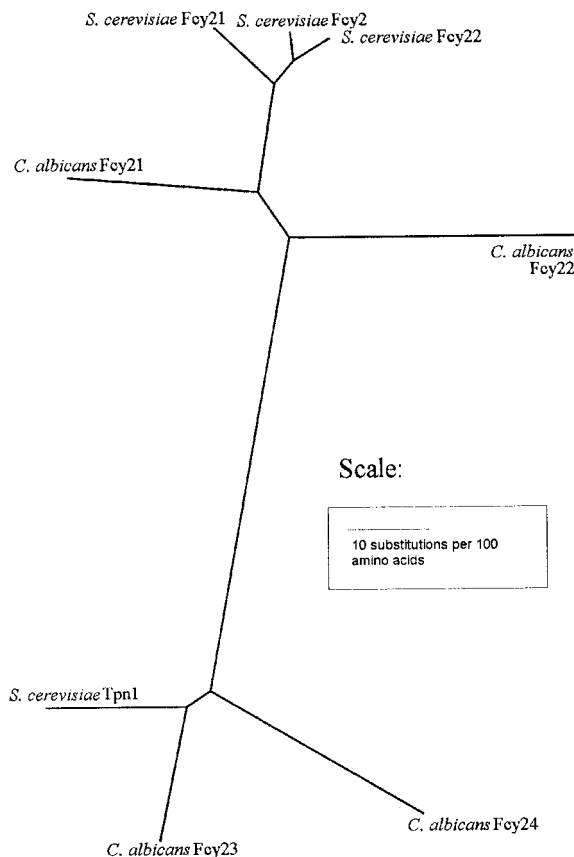 S. cerevisiae Fcy21
S. cerevisiae Fcy2
S. cerevisiae Fcy22
C. albicans Fcy21
C. albicans
Fcy22
Scale:
10 substitutions per 100
amino acids
S. cerevisiae Tpn1
C. albicans Fcy24
C. albicans Fcy23